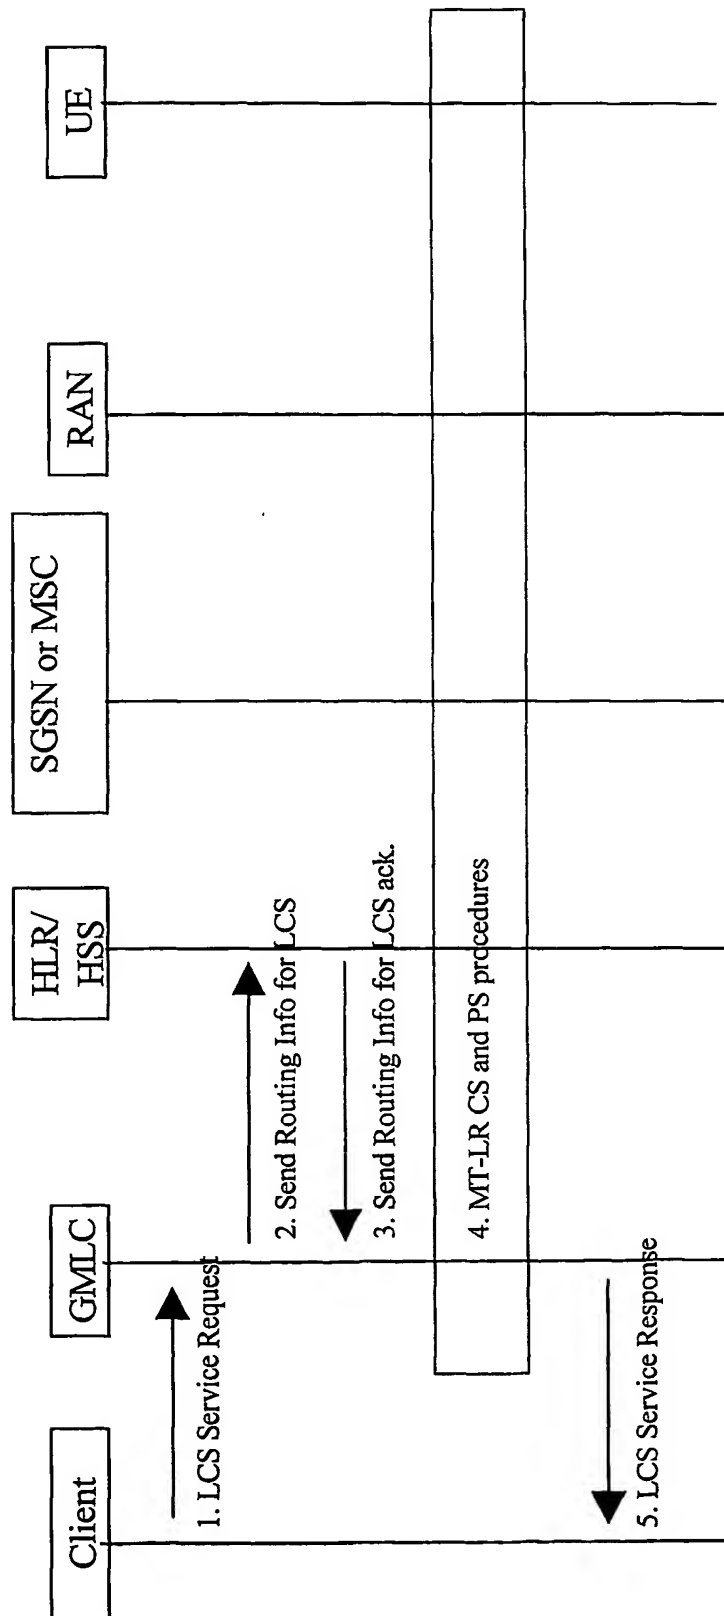 Client
GMLC
HLR/
HSS
SGSN or MSC
RAN
UE
1. LCS Service Request
2. Send Routing Info for LCS
3. Send Routing Info for LCS ack.
4. MT-LR CS and PS procedures
5. LCS Service Response